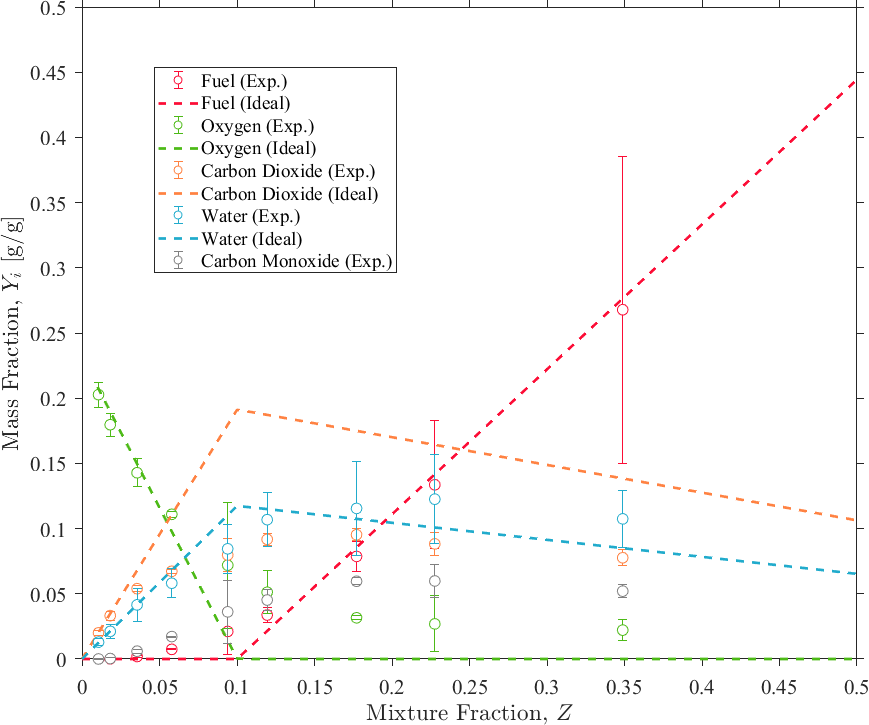 0.5
0.45
0.4
0.35
0.3
0.25
0.2
0.15
0.1
0.05
0
Mass Fraction, Yᵢ [g/g]
Fuel (Exp.)
Fuel (Ideal)
Oxygen (Exp.)
Oxygen (Ideal)
Carbon Dioxide (Exp.)
Carbon Dioxide (Ideal)
Water (Exp.)
Water (Ideal)
Carbon Monoxide (Exp.)
0 0.05 0.1 0.15 0.2 0.25 0.3 0.35 0.4 0.45 0.5
Mixture Fraction, Z